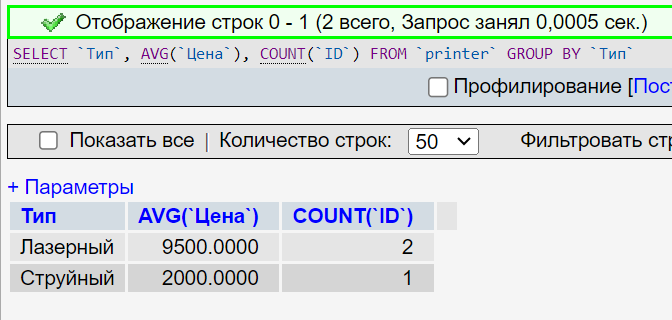 Отображение строк 0 - 1 (2 всего, Запрос занял 0,0005 сек.)
SELECT `Тип`, AVG(`Цена`), COUNT(`ID`) FROM `printer` GROUP BY `Тип`
Профилирование [Пост
Показать все | Количество строк: 50 Фильтровать стр
+ Параметры
Тип AVG(`Цена`) COUNT(`ID`)
Лазерный 9500.0000 2
Струйный 2000.0000 1